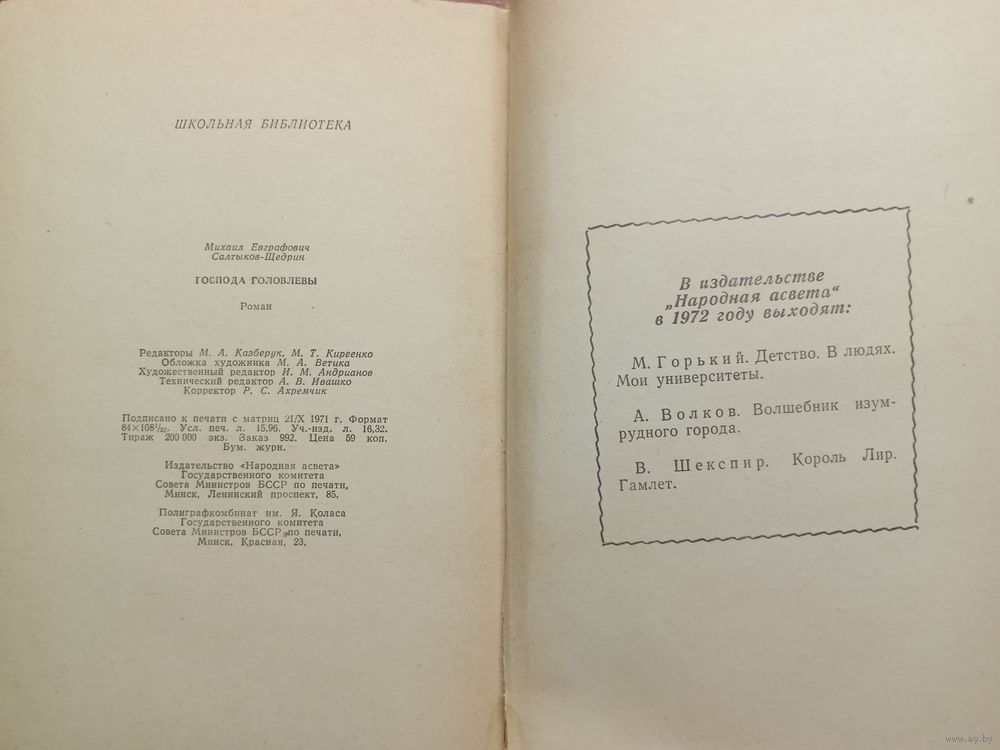 ШКОЛЬНАЯ БИБЛИОТЕКА
Михаил Евграфович
Салтыков-Щедрин
ГОСПОДА ГОЛОВЛЕВЫ
Роман
Редакторы М. А. Казберук, М. Т. Киреенко
Обложка художника М. А. Ветика
Художественный редактор И. М. Андрианов
Технический редактор А. В. Ивашко
Корректор Р. С. Ахремчик
Подписано к печати с матриц 21/X 1971 г. Формат
84×108¹/₃₂. Усл. печ. л. 15,96. Уч.-изд. л. 16,32.
Тираж 200 000 экз. Заказ 992. Цена 59 коп.
Бум. журн.
Издательство «Народная асвета»
Государственного комитета
Совета Министров БССР по печати,
Минск, Ленинский проспект, 85.
Полиграфкомбинат им. Я. Коласа
Государственного комитета
Совета Министров БССР по печати,
Минск, Красная, 23.
В издательстве
„Народная асвета“
в 1972 году выходят:
М. Горький. Детство. В людях.
Мои университеты.
А. Волков. Волшебник изум-
рудного города.
В. Шекспир. Король Лир.
Гамлет.
www.ay.by